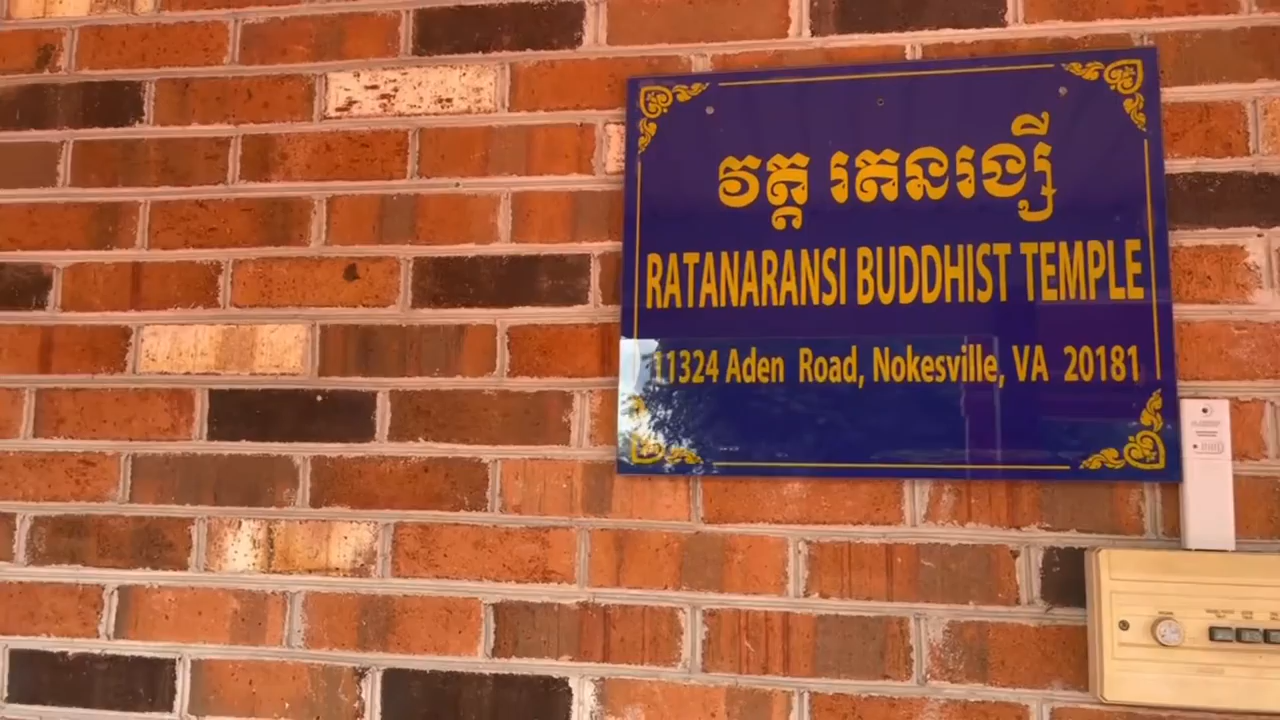 វត្ត រតនរង្សី
RATANARANSI BUDDHIST TEMPLE
11324 Aden Road, Nokesville, VA 20181